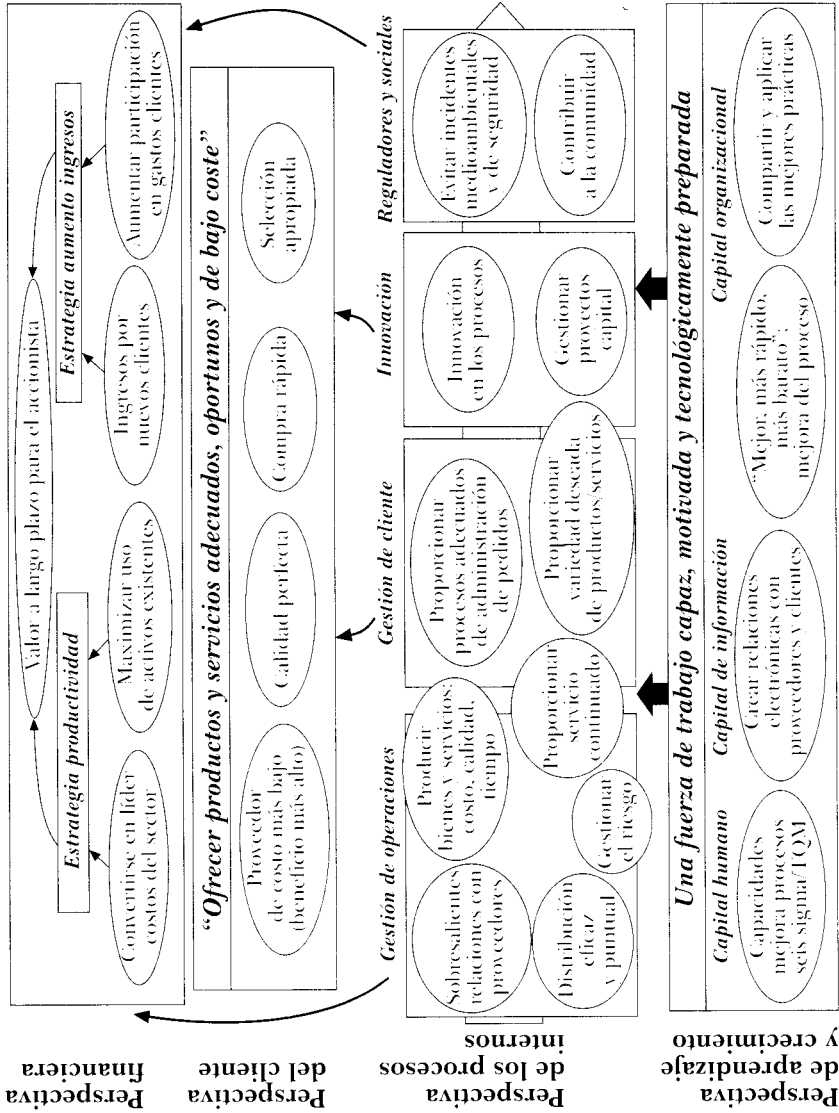 Perspectiva
financiera
Valor a largo plazo para el accionista
Estrategia productividad
Estrategia aumento ingresos
Convertirse en líder
costos del sector
Maximizar uso
de activos existentes
Ingresos por
nuevos clientes
Aumentar participación
en gastos clientes
Perspectiva
del cliente
“Ofrecer productos y servicios adecuados, oportunos y de bajo coste”
Proveedor
de costo más bajo
(beneficio más alto)
Calidad perfecta
Compra rápida
Selección
apropiada
Perspectiva
de los procesos
internos
Gestión de operaciones
Sobresalientes
relaciones con
proveedores
Producir
bienes y servicios:
costo, calidad,
tiempo
Distribución
eficaz
y puntual
Gestionar
el riesgo
Proporcionar
servicio
continuado
Gestión de cliente
Proporcionar
procesos adecuados
de administración
de pedidos
Proporcionar
variedad deseada
de productos/servicios
Innovación
Innovación
en los procesos
Gestionar
proyectos
capital
Reguladores y sociales
Evitar incidentes
medioambientales
y de seguridad
Contribuir
a la comunidad
Perspectiva
de aprendizaje
y crecimiento
Una fuerza de trabajo capaz, motivada y tecnológicamente preparada
Capital humano
Capacidades
mejora procesos
seis sigma/TQM
Capital de información
Crear relaciones
electrónicas con
proveedores y clientes
Capital organizacional
“Mejor, más rápido,
más barato”;
mejora del proceso
Compartir y aplicar
las mejores prácticas